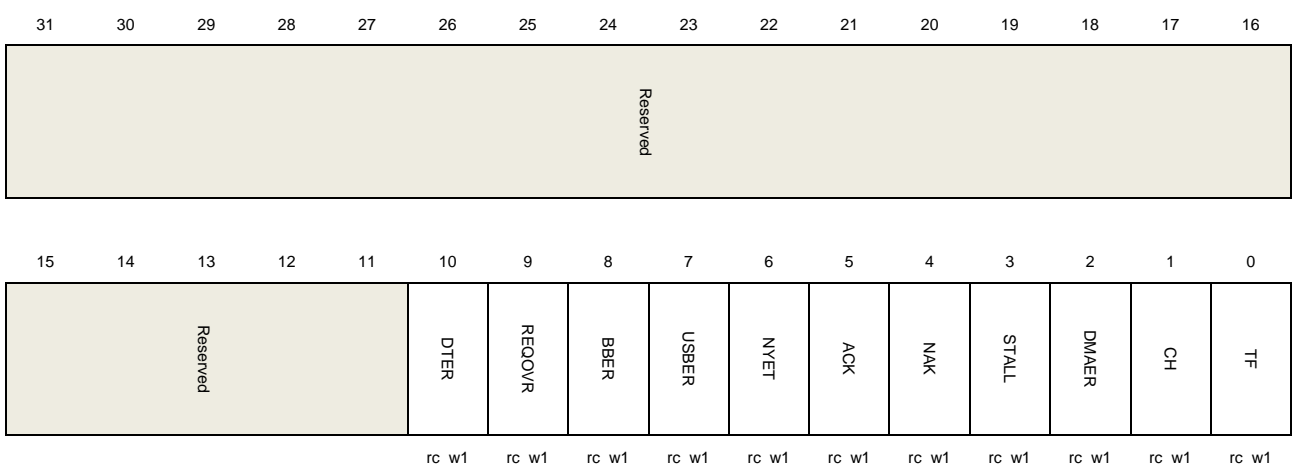 31 30 29 28 27 26 25 24 23 22 21 20 19 18 17 16
Reserved
15 14 13 12 11 10 9 8 7 6 5 4 3 2 1 0
Reserved DTER REQOVR BBER USBER NYET ACK NAK STALL DMAER CH TF
rc_w1 rc_w1 rc_w1 rc_w1 rc_w1 rc_w1 rc_w1 rc_w1 rc_w1 rc_w1 rc_w1